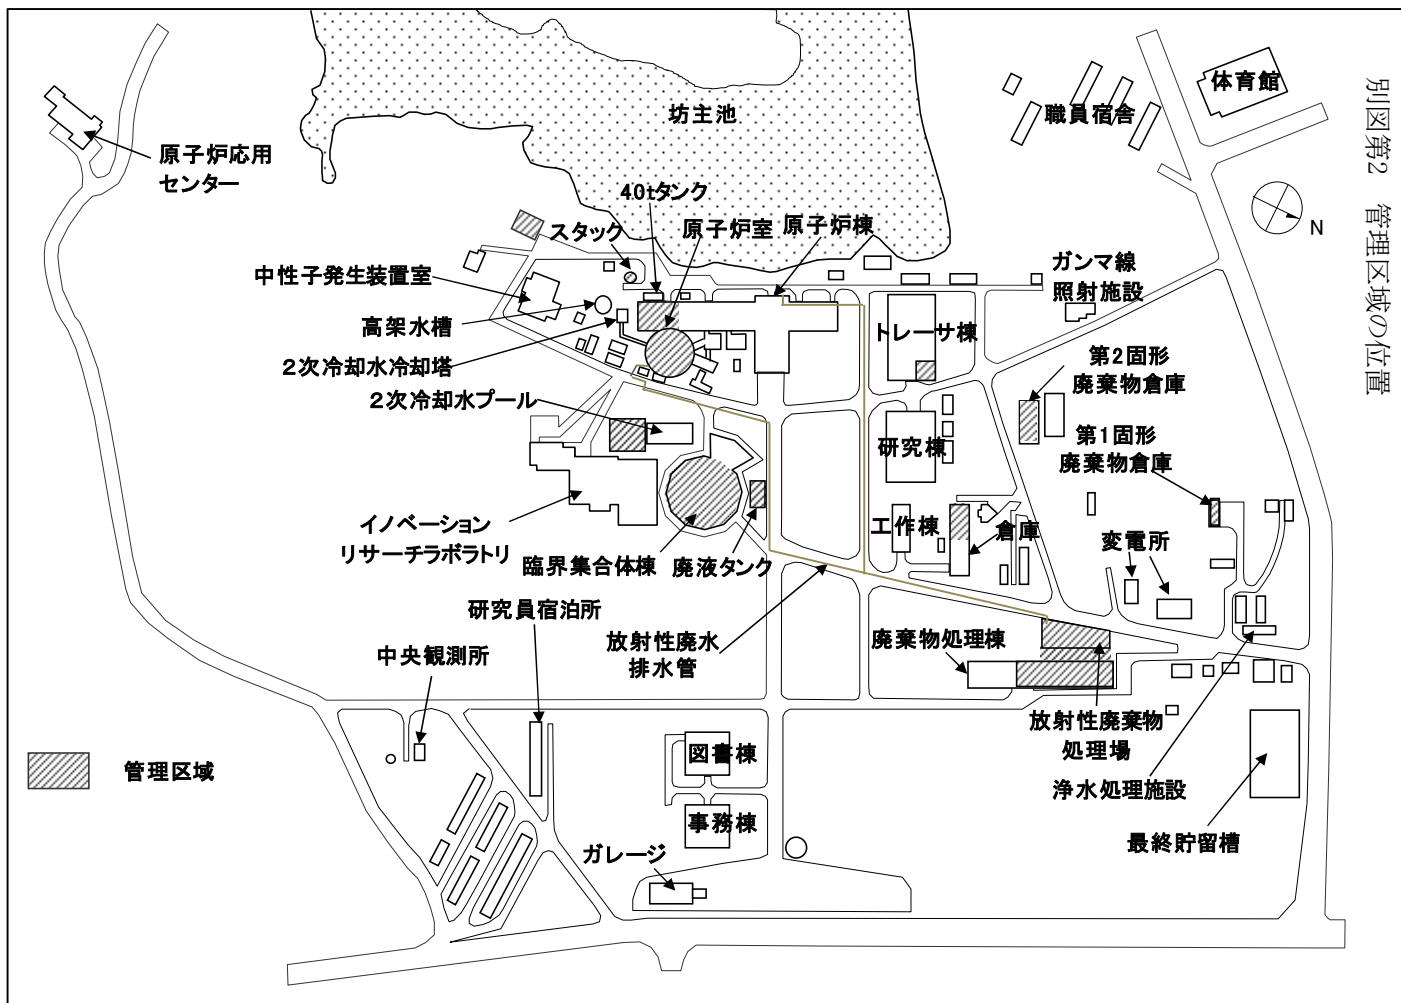 別図第2　管理区域の位置
坊主池
体育館
職員宿舎
原子炉応用
センター
40tタンク
スタック
原子炉室
原子炉棟
N
中性子発生装置室
ガンマ線
照射施設
高架水槽
トレーサ棟
2次冷却水冷却塔
第2固形
廃棄物倉庫
2次冷却水プール
第1固形
廃棄物倉庫
研究棟
イノベーション
リサーチラボラトリ
工作棟
倉庫
変電所
臨界集合体棟
廃液タンク
研究員宿泊所
放射性廃水
排水管
廃棄物処理棟
中央観測所
放射性廃棄物
処理場
図書棟
管理区域
浄水処理施設
事務棟
最終貯留槽
ガレージ